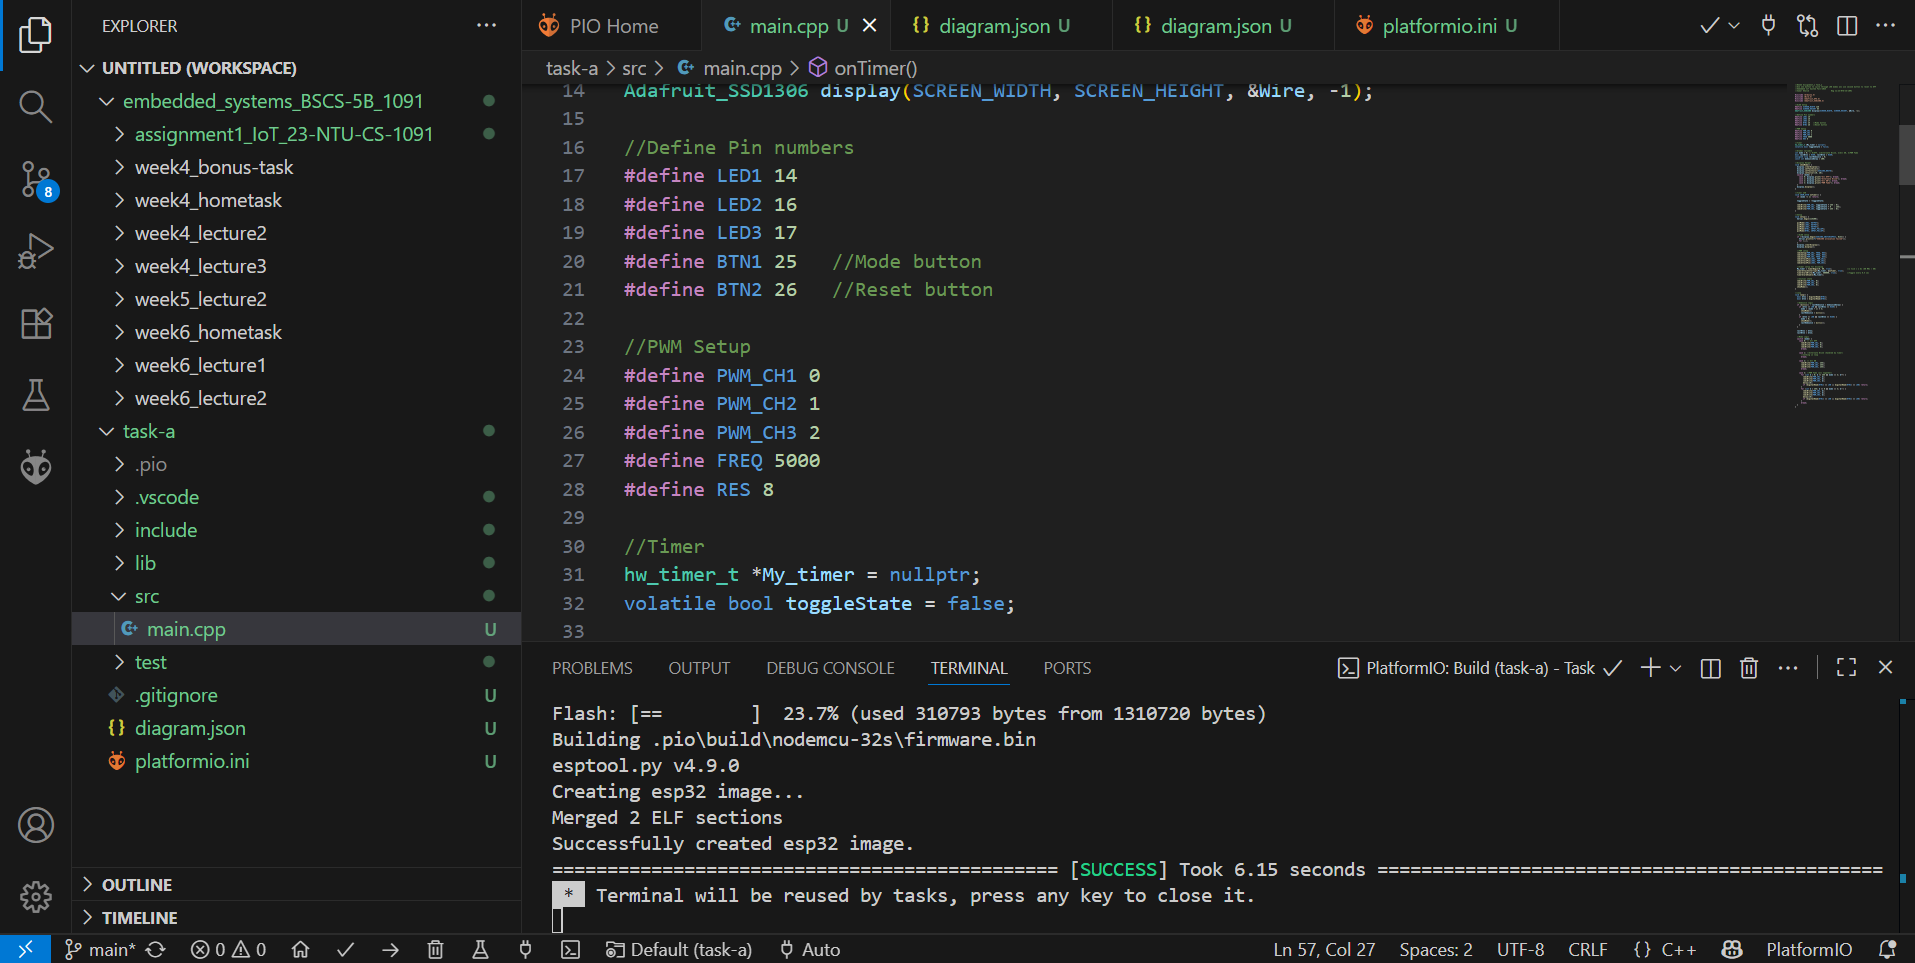 EXPLORER
UNTITLED (WORKSPACE)
embedded_systems_BSCS-5B_1091
assignment1_IoT_23-NTU-CS-1091
week4_bonus-task
week4_hometask
week4_lecture2
week4_lecture3
week5_lecture2
week6_hometask
week6_lecture1
week6_lecture2
task-a
.pio
.vscode
include
lib
src
main.cpp U
test
.gitignore U
diagram.json U
platformio.ini U
OUTLINE
TIMELINE
8
PIO Home main.cpp U diagram.json U diagram.json U platformio.ini U
task-a > src > main.cpp > onTimer()
14 Adafruit_SSD1306 display(SCREEN_WIDTH, SCREEN_HEIGHT, &Wire, -1);
15
16 //Define Pin numbers
17 #define LED1 14
18 #define LED2 16
19 #define LED3 17
20 #define BTN1 25 //Mode button
21 #define BTN2 26 //Reset button
22
23 //PWM Setup
24 #define PWM_CH1 0
25 #define PWM_CH2 1
26 #define PWM_CH3 2
27 #define FREQ 5000
28 #define RES 8
29
30 //Timer
31 hw_timer_t *My_timer = nullptr;
32 volatile bool toggleState = false;
33
PROBLEMS OUTPUT DEBUG CONSOLE TERMINAL PORTS PlatformIO: Build (task-a) - Task
Flash: [== ] 23.7% (used 310793 bytes from 1310720 bytes)
Building .pio\build\nodemcu-32s\firmware.bin
esptool.py v4.9.0
Creating esp32 image...
Merged 2 ELF sections
Successfully created esp32 image.
============================================== [SUCCESS] Took 6.15 seconds ==============================================
* Terminal will be reused by tasks, press any key to close it.
main* 0 0 Default (task-a) Auto Ln 57, Col 27 Spaces: 2 UTF-8 CRLF {} C++ PlatformIO